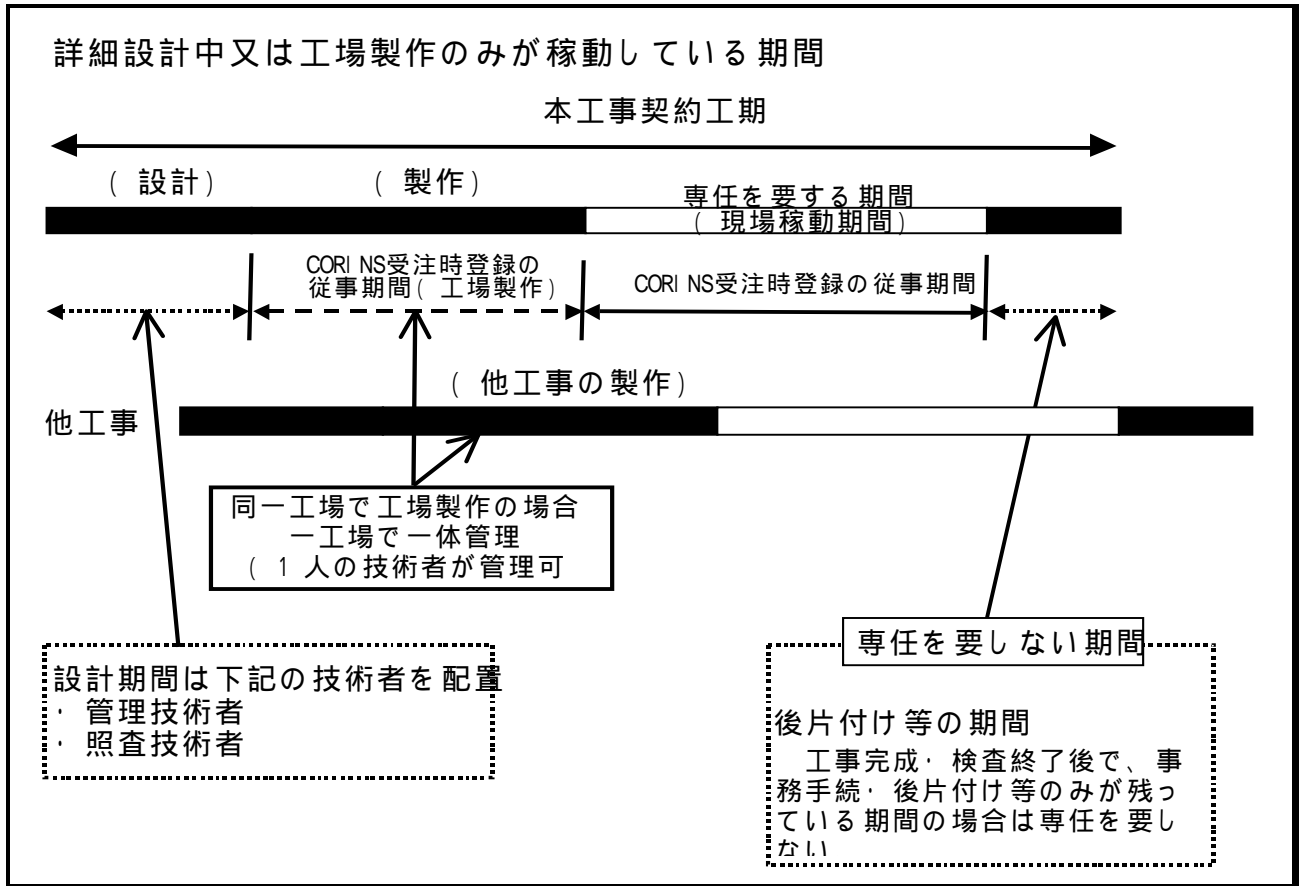 詳細設計中又は工場製作のみが稼動している期間
本工事契約工期
(設計)
(製作)
専任を要する期間
(現場稼動期間)
CORINS受注時登録の
従事期間(工場製作)
CORINS受注時登録の従事期間
(他工事の製作)
他工事
同一工場で工場製作の場合
一工場で一体管理
(1人の技術者が管理可
設計期間は下記の技術者を配置
・管理技術者
・照査技術者
専任を要しない期間
後片付け等の期間
工事完成・検査終了後で、事
務手続・後片付け等のみが残っ
ている期間の場合は専任を要し
ない